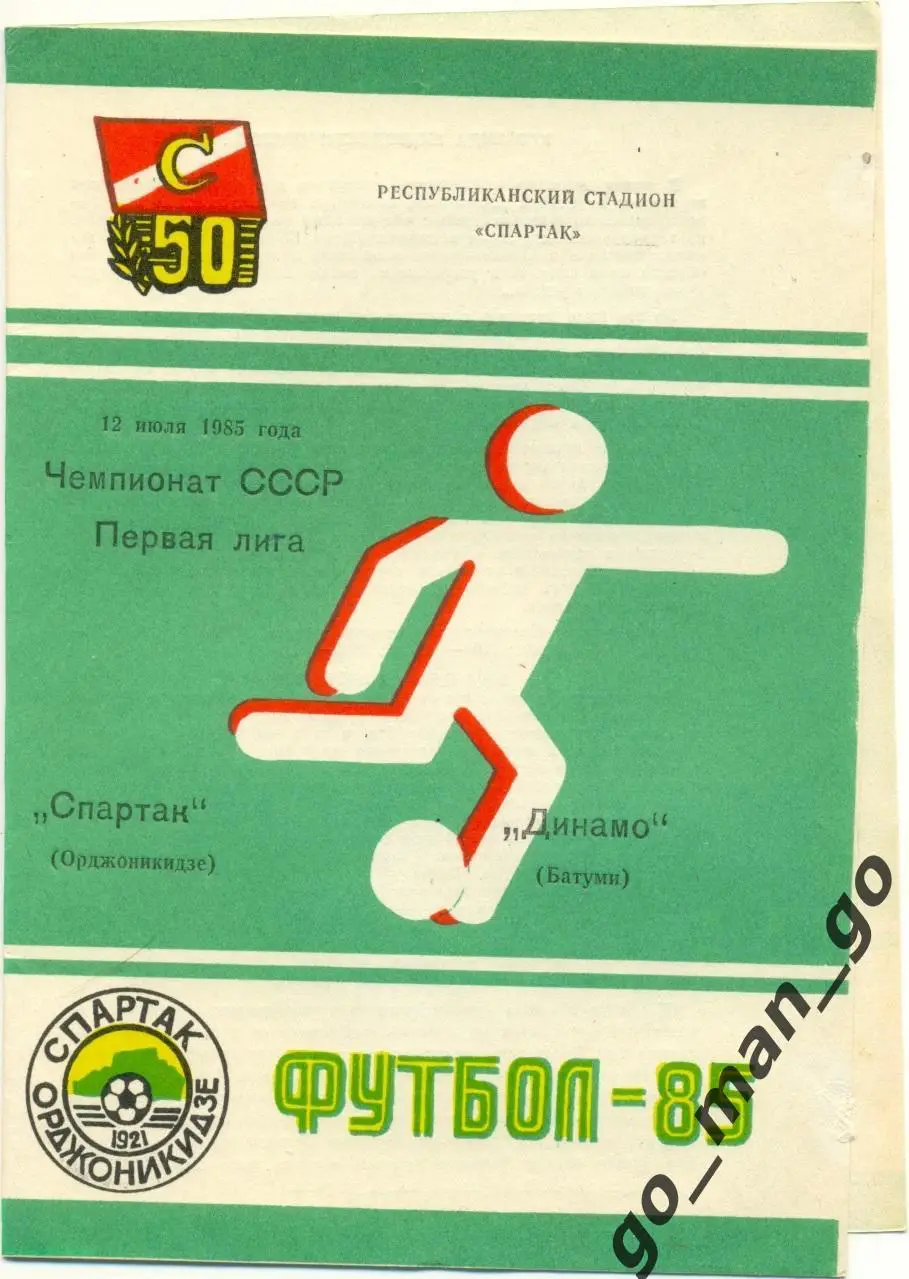 С
50
РЕСПУБЛИКАНСКИЙ СТАДИОН
«СПАРТАК»
12 июля 1985 года
Чемпионат СССР
Первая лига
„Спартак“
(Орджоникидзе)
„Динамо“
(Батуми)
СПАРТАК
ОРДЖОНИКИДЗЕ
1921
ФУТБОЛ-85
go_man_go